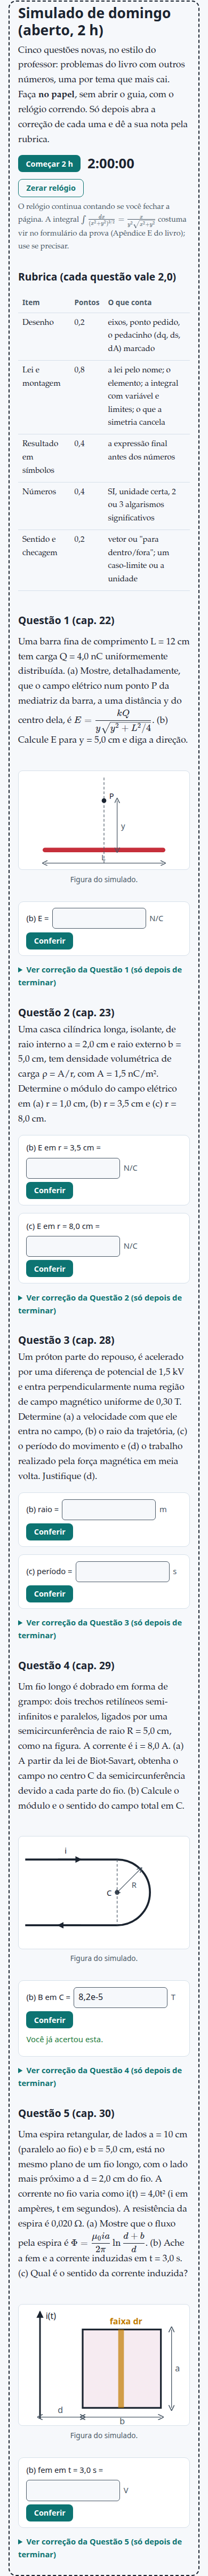 Simulado de domingo
(aberto, 2 h)
Cinco questões novas, no estilo do
professor: problemas do livro com outros
números, uma por tema que mais cai.
Faça no papel, sem abrir o guia, com o
relógio correndo. Só depois abra a
correção de cada uma e dê a sua nota pela
rubrica.
Começar 2 h 2:00:00
Zerar relógio
O relógio continua contando se você fechar a
página. A integral ∫ dx/(x²+y²)^{3/2} = x/(y²√(x²+y²)) costuma
vir no formulário da prova (Apêndice E do livro);
use se precisar.
Rubrica (cada questão vale 2,0)
Item Pontos O que conta
Desenho 0,2 eixos, ponto pedido,
o pedacinho (dq, ds,
dA) marcado
Lei e 0,8 a lei pelo nome; o
montagem elemento; a integral
com variável e
limites; o que a
simetria cancela
Resultado 0,4 a expressão final
em antes dos números
símbolos
Números 0,4 SI, unidade certa, 2
ou 3 algarismos
significativos
Sentido e 0,2 vetor ou "para
checagem dentro/fora"; um
caso-limite ou a
unidade
Questão 1 (cap. 22)
Uma barra fina de comprimento L = 12 cm
tem carga Q = 4,0 nC uniformemente
distribuída. (a) Mostre, detalhadamente,
que o campo elétrico num ponto P da
mediatriz da barra, a uma distância y do
centro dela, é E = kQ/(y√(y² + L²/4)). (b)
Calcule E para y = 5,0 cm e diga a direção.
P
y
L
Figura do simulado.
(b) E = N/C
Conferir
▶ Ver correção da Questão 1 (só depois de
terminar)
Questão 2 (cap. 23)
Uma casca cilíndrica longa, isolante, de
raio interno a = 2,0 cm e raio externo b =
5,0 cm, tem densidade volumétrica de
carga ρ = A/r, com A = 1,5 nC/m².
Determine o módulo do campo elétrico
em (a) r = 1,0 cm, (b) r = 3,5 cm e (c) r =
8,0 cm.
(b) E em r = 3,5 cm =
N/C
Conferir
(c) E em r = 8,0 cm =
N/C
Conferir
▶ Ver correção da Questão 2 (só depois de
terminar)
Questão 3 (cap. 28)
Um próton parte do repouso, é acelerado
por uma diferença de potencial de 1,5 kV
e entra perpendicularmente numa região
de campo magnético uniforme de 0,30 T.
Determine (a) a velocidade com que ele
entra no campo, (b) o raio da trajetória, (c)
o período do movimento e (d) o trabalho
realizado pela força magnética em meia
volta. Justifique (d).
(b) raio = m
Conferir
(c) período = s
Conferir
▶ Ver correção da Questão 3 (só depois de
terminar)
Questão 4 (cap. 29)
Um fio longo é dobrado em forma de
grampo: dois trechos retilíneos semi-
infinitos e paralelos, ligados por uma
semicircunferência de raio R = 5,0 cm,
como na figura. A corrente é i = 8,0 A. (a)
A partir da lei de Biot-Savart, obtenha o
campo no centro C da semicircunferência
devido a cada parte do fio. (b) Calcule o
módulo e o sentido do campo total em C.
i
R
C
Figura do simulado.
(b) B em C = 8,2e-5 T
Conferir
Você já acertou esta.
▶ Ver correção da Questão 4 (só depois de
terminar)
Questão 5 (cap. 30)
Uma espira retangular, de lados a = 10 cm
(paralelo ao fio) e b = 5,0 cm, está no
mesmo plano de um fio longo, com o lado
mais próximo a d = 2,0 cm do fio. A
corrente no fio varia como i(t) = 4,0t² (i em
ampères, t em segundos). A resistência da
espira é 0,020 Ω. (a) Mostre que o fluxo
pela espira é Φ = μ₀ia/2π ln (d + b)/d. (b) Ache
a fem e a corrente induzidas em t = 3,0 s.
(c) Qual é o sentido da corrente induzida?
i(t)
faixa dr
a
d
b
Figura do simulado.
(b) fem em t = 3,0 s =
V
Conferir
▶ Ver correção da Questão 5 (só depois de
terminar)